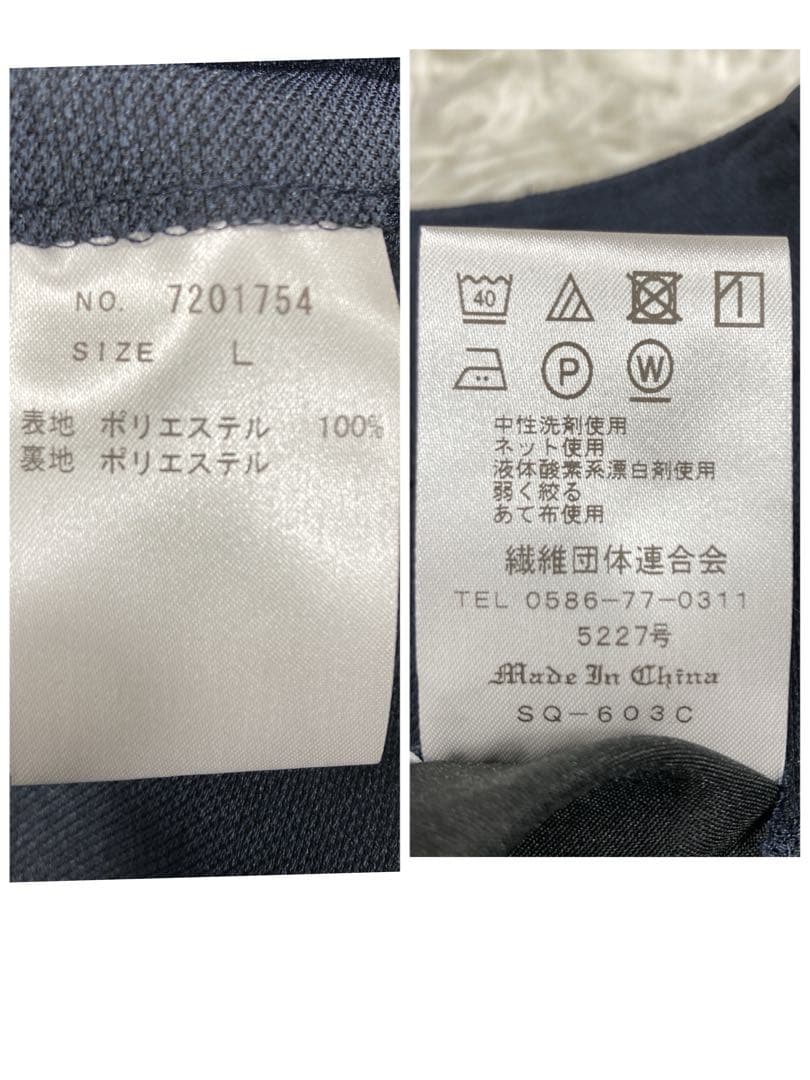 NO. 7201754
SIZE L
表地 ポリエステル 100%
裏地 ポリエステル
40
P
W
中性洗剤使用
ネット使用
液体酸素系漂白剤使用
弱く絞る
あて布使用
繊維団体連合会
TEL 0586-77-0311
5227号
Made In China
SQ-603C